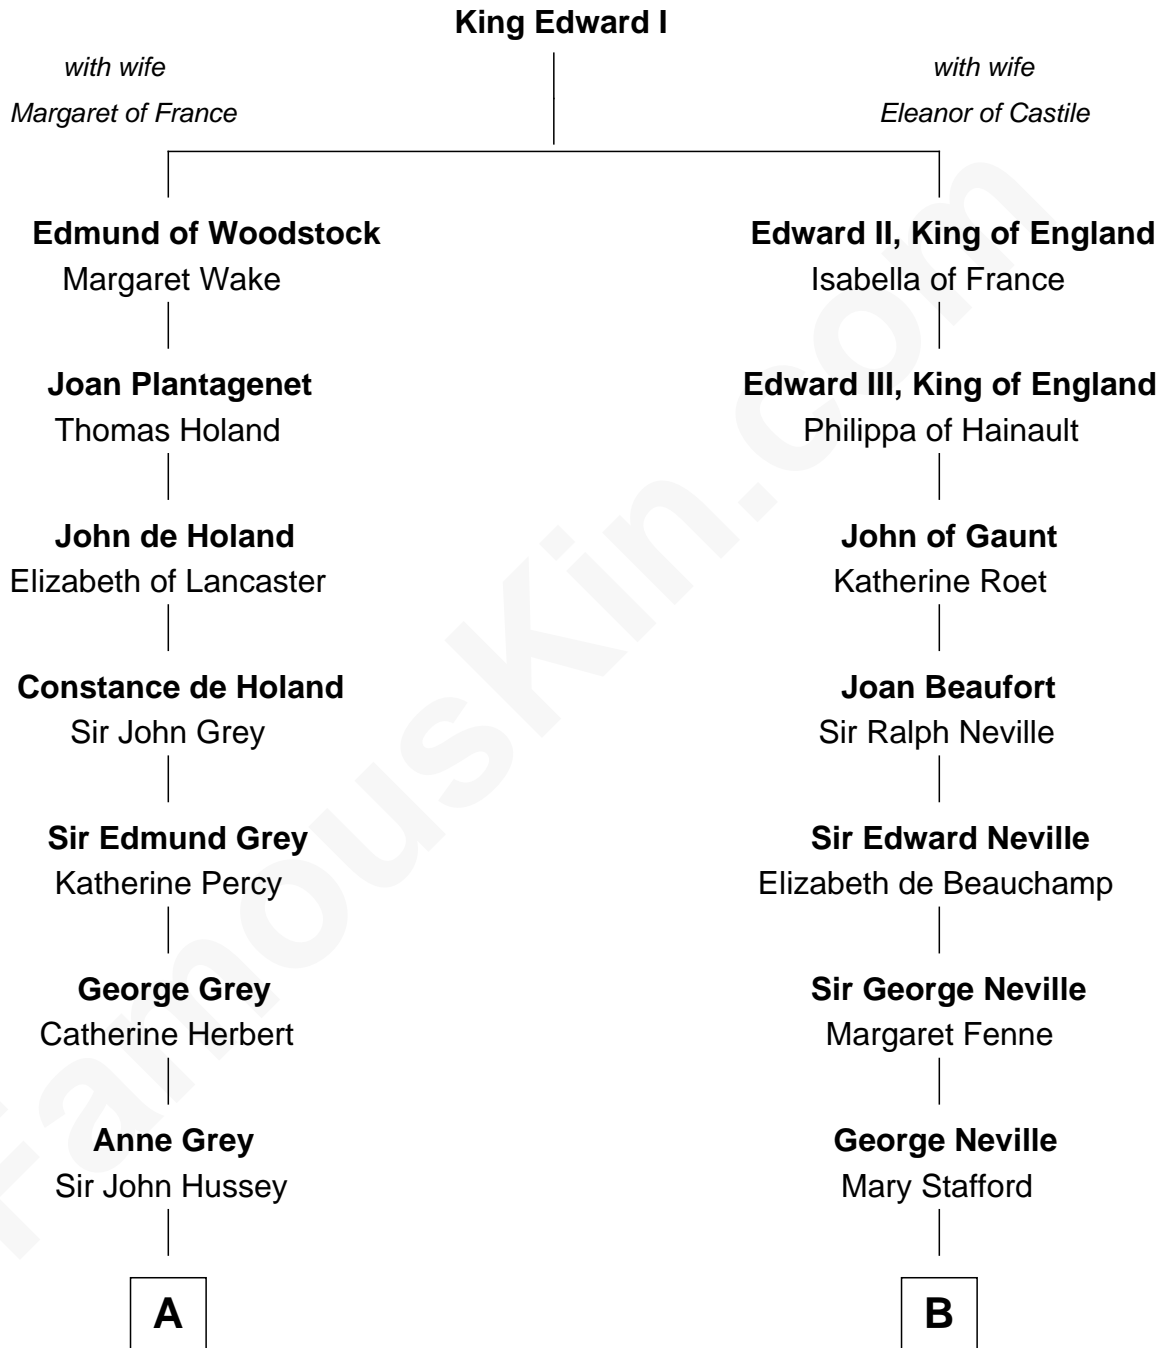 King Edward I
with wife
Margaret of France
with wife
Eleanor of Castile
Edmund of Woodstock
Margaret Wake
Edward II, King of England
Isabella of France
Joan Plantagenet
Thomas Holand
Edward III, King of England
Philippa of Hainault
John de Holand
Elizabeth of Lancaster
John of Gaunt
Katherine Roet
Constance de Holand
Sir John Grey
Joan Beaufort
Sir Ralph Neville
Sir Edmund Grey
Katherine Percy
Sir Edward Neville
Elizabeth de Beauchamp
George Grey
Catherine Herbert
Sir George Neville
Margaret Fenne
Anne Grey
Sir John Hussey
George Neville
Mary Stafford
A
B
FamousKin.com